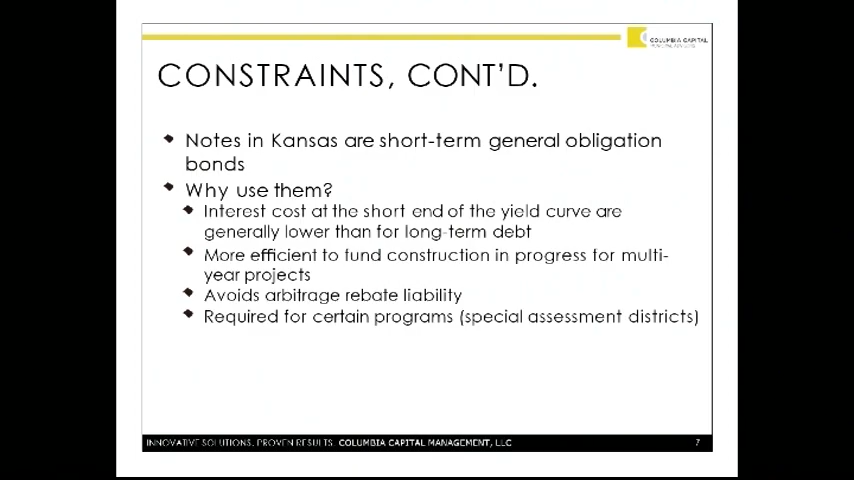 COLUMBIA CAPITAL
MUNICIPAL ADVISORS
CONSTRAINTS, CONT'D.
Notes in Kansas are short-term general obligation
bonds
Why use them?
Interest cost at the short end of the yield curve are
generally lower than for long-term debt
More efficient to fund construction in progress for multi-
year projects
Avoids arbitrage rebate liability
Required for certain programs (special assessment districts)
INNOVATIVE SOLUTIONS. PROVEN RESULTS. COLUMBIA CAPITAL MANAGEMENT, LLC
7